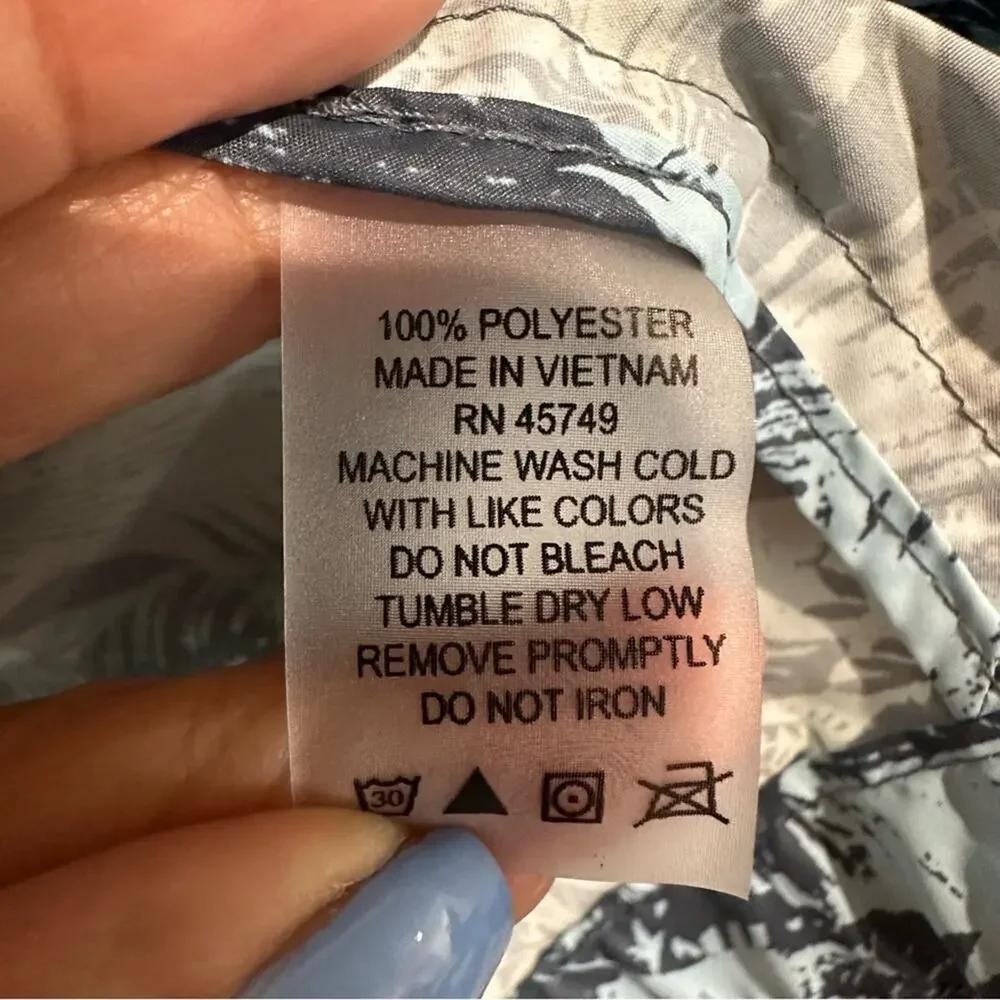 100% POLYESTER
MADE IN VIETNAM
RN 45749
MACHINE WASH COLD
WITH LIKE COLORS
DO NOT BLEACH
TUMBLE DRY LOW
REMOVE PROMPTLY
DO NOT IRON
30